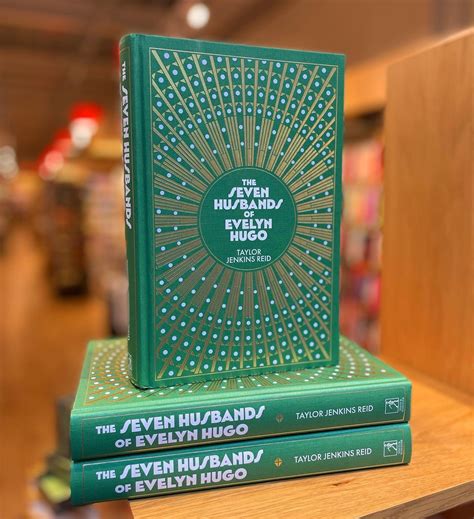 THE SEVEN HUSBANDS
THE
SEVEN
HUSBANDS
OF
EVELYN
HUGO
TAYLOR
JENKINS REID
THE SEVEN HUSBANDS
OF EVELYN HUGO
TAYLOR JENKINS REID
THE SEVEN HUSBANDS
OF EVELYN HUGO
TAYLOR JENKINS REID